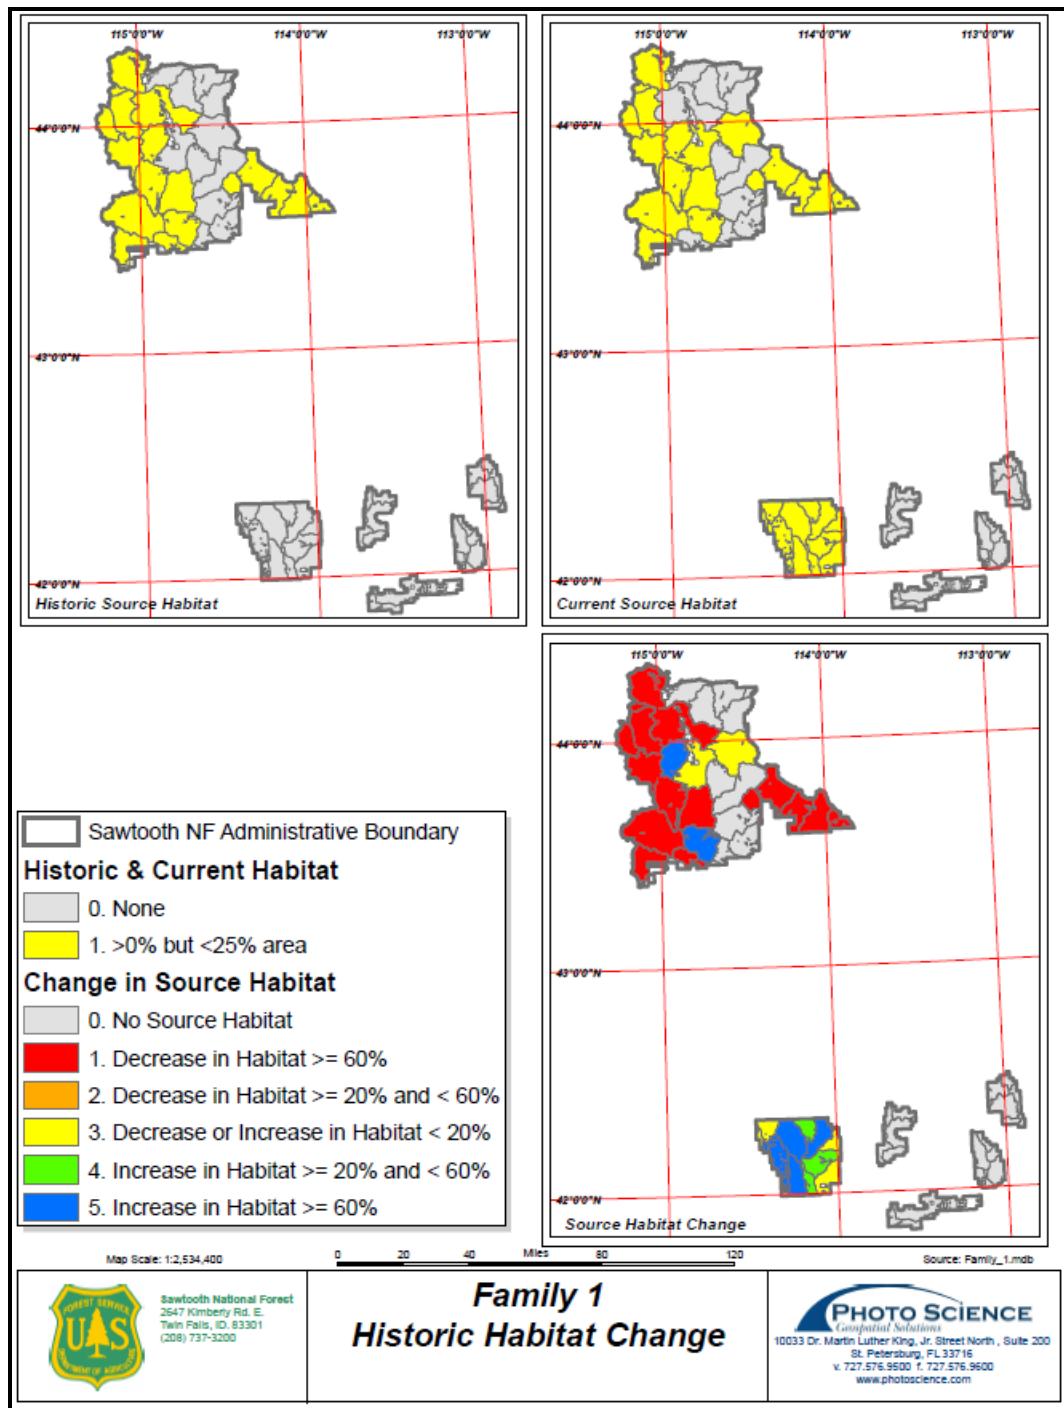 115°0'0"W 114°0'0"W 113°0'0"W
44°0'0"N
43°0'0"N
42°0'0"N
Historic Source Habitat
115°0'0"W 114°0'0"W 113°0'0"W
44°0'0"N
43°0'0"N
42°0'0"N
Current Source Habitat
115°0'0"W 114°0'0"W 113°0'0"W
44°0'0"N
43°0'0"N
42°0'0"N
Source Habitat Change
Sawtooth NF Administrative Boundary
Historic & Current Habitat
0. None
1. >0% but <25% area
Change in Source Habitat
0. No Source Habitat
1. Decrease in Habitat >= 60%
2. Decrease in Habitat >= 20% and < 60%
3. Decrease or Increase in Habitat < 20%
4. Increase in Habitat >= 20% and < 60%
5. Increase in Habitat >= 60%
Map Scale: 1:2,534,400
0 20 40 Miles 80 120
Source: Family_1.mdb
FOREST SERVICE
U S
DEPARTMENT OF AGRICULTURE
Sawtooth National Forest
2647 Kimberly Rd. E.
Twin Falls, ID. 83301
(208) 737-3200
Family 1
Historic Habitat Change
PHOTO SCIENCE
Geospatial Solutions
10033 Dr. Martin Luther King, Jr. Street North , Suite 200
St. Petersburg, FL 33716
v. 727.576.9500 f. 727.576.9600
www.photoscience.com